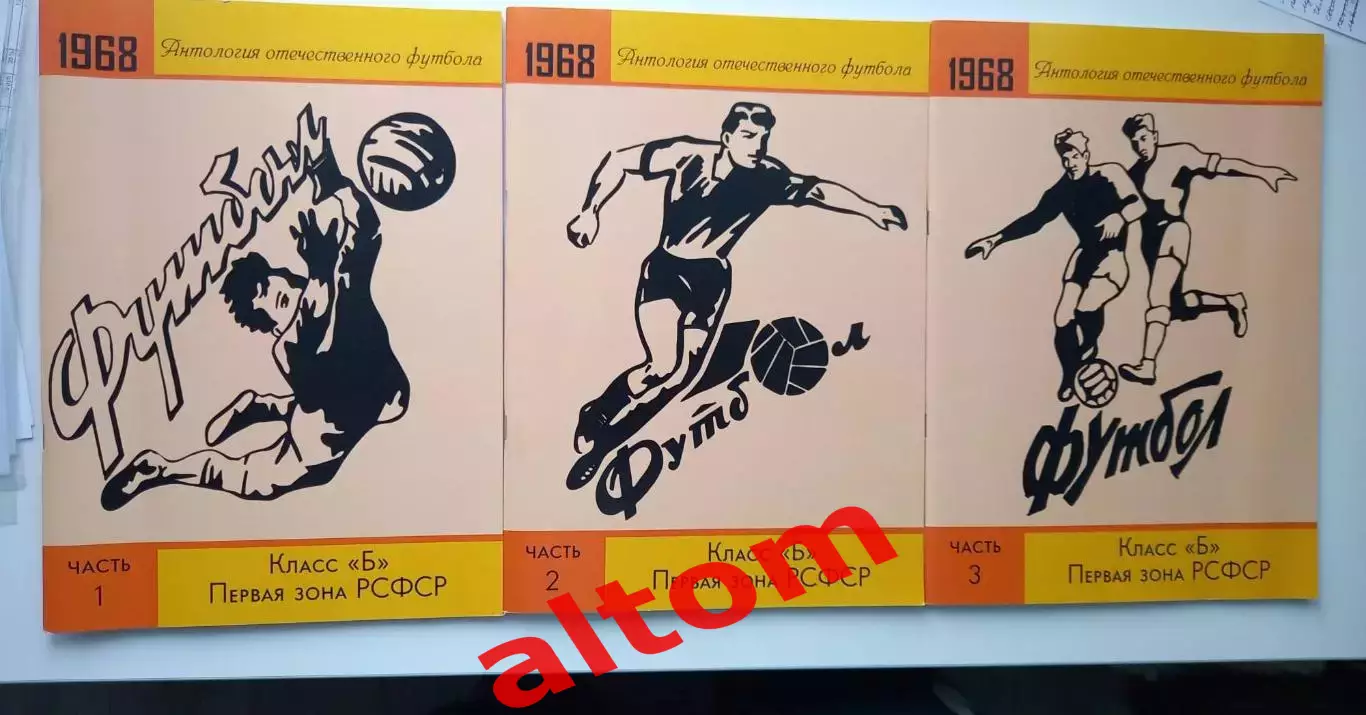 1968
Антология отечественного футбола
Футбол
ЧАСТЬ
1
Класс «Б»
Первая зона РСФСР
1968
Антология отечественного футбола
Футбол
ЧАСТЬ
2
Класс «Б»
Первая зона РСФСР
1968
Антология отечественного футбола
футбол
ЧАСТЬ
3
Класс «Б»
Первая зона РСФСР
altom